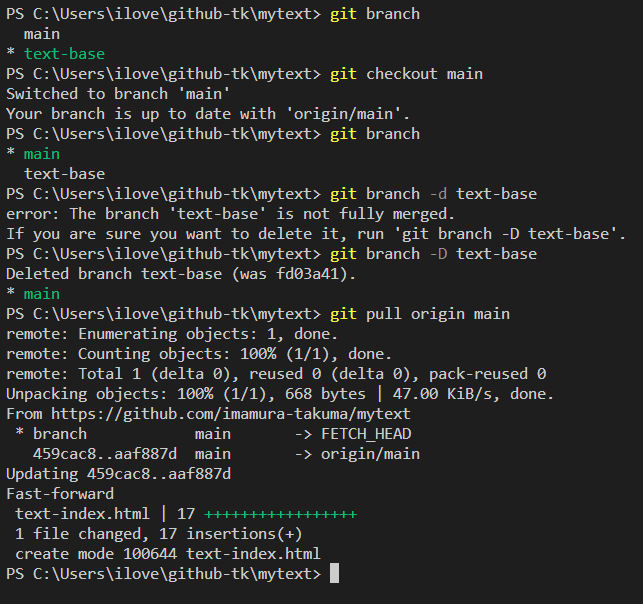 PS C:\Users\ilove\github-tk\mytext> git branch
  main
* text-base
PS C:\Users\ilove\github-tk\mytext> git checkout main
Switched to branch 'main'
Your branch is up to date with 'origin/main'.
PS C:\Users\ilove\github-tk\mytext> git branch
* main
  text-base
PS C:\Users\ilove\github-tk\mytext> git branch -d text-base
error: The branch 'text-base' is not fully merged.
If you are sure you want to delete it, run 'git branch -D text-base'.
PS C:\Users\ilove\github-tk\mytext> git branch -D text-base
Deleted branch text-base (was fd03a41).
* main
PS C:\Users\ilove\github-tk\mytext> git pull origin main
remote: Enumerating objects: 1, done.
remote: Counting objects: 100% (1/1), done.
remote: Total 1 (delta 0), reused 0 (delta 0), pack-reused 0
Unpacking objects: 100% (1/1), 668 bytes | 47.00 KiB/s, done.
From https://github.com/imamura-takuma/mytext
 * branch            main       -> FETCH_HEAD
   459cac8..aaf887d  main       -> origin/main
Updating 459cac8..aaf887d
Fast-forward
 text-index.html | 17 +++++++++++++++++
 1 file changed, 17 insertions(+)
 create mode 100644 text-index.html
PS C:\Users\ilove\github-tk\mytext>